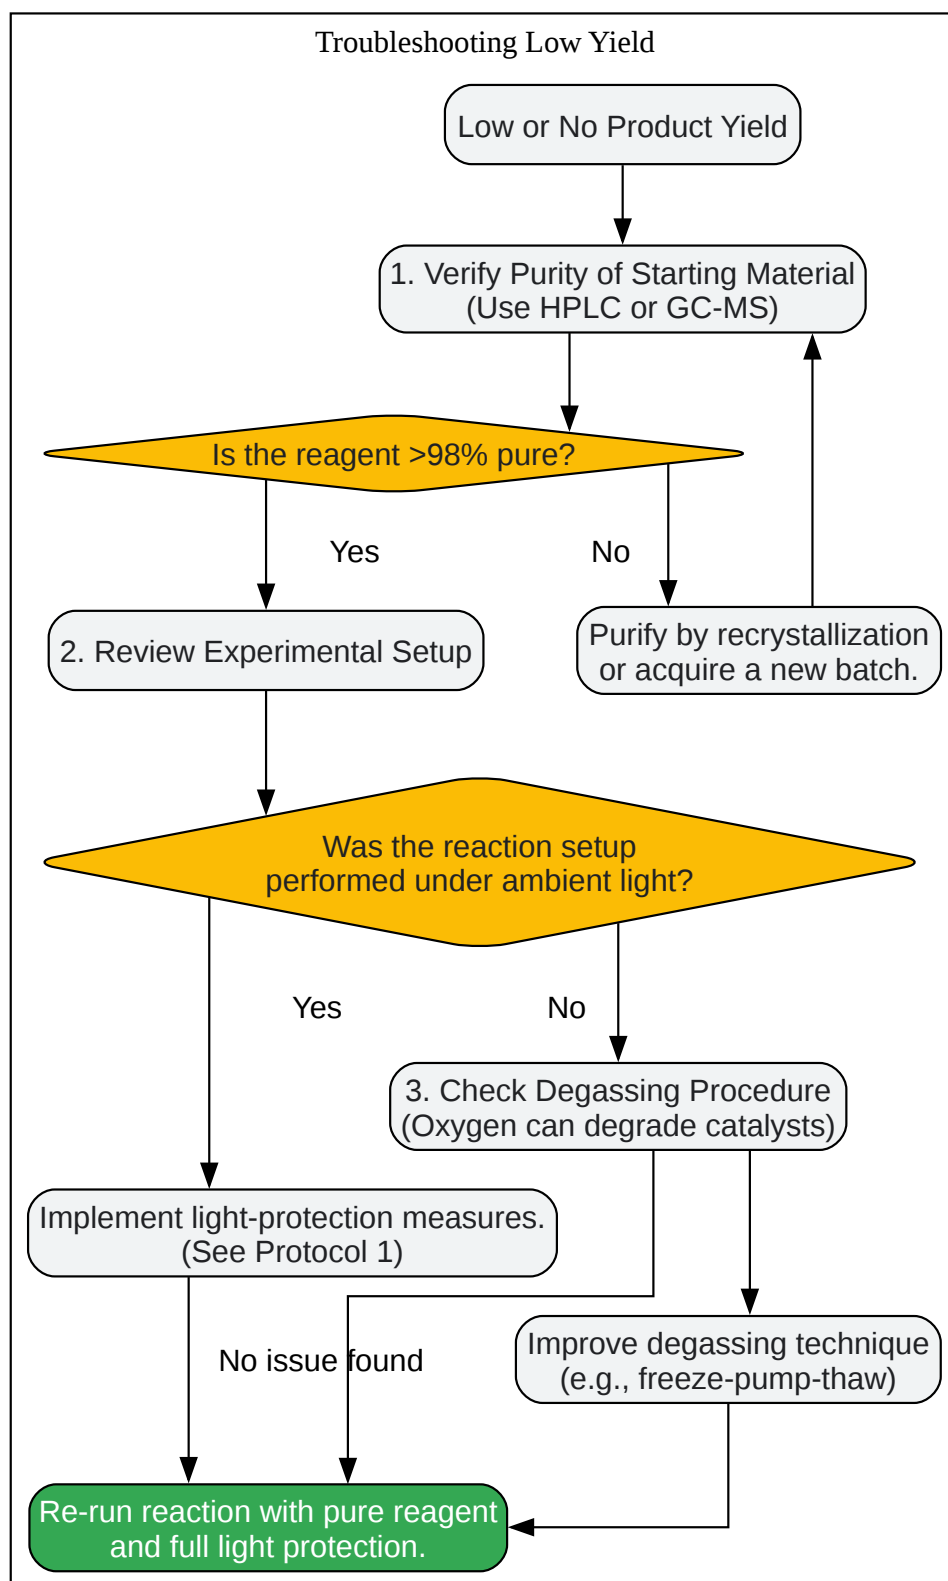 Troubleshooting Low Yield
Low or No Product Yield
1. Verify Purity of Starting Material
(Use HPLC or GC-MS)
Is the reagent >98% pure?
Yes
No
2. Review Experimental Setup
Purify by recrystallization
or acquire a new batch.
Was the reaction setup
performed under ambient light?
Yes
No
3. Check Degassing Procedure
(Oxygen can degrade catalysts)
Implement light-protection measures.
(See Protocol 1)
No issue found
Improve degassing technique
(e.g., freeze-pump-thaw)
Re-run reaction with pure reagent
and full light protection.